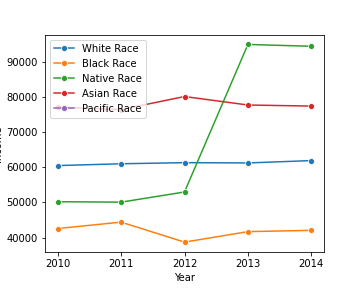 White Race
Black Race
Native Race
Asian Race
Pacific Race
90000
80000
70000
60000
50000
40000
2010 2011 2012 2013 2014
Year